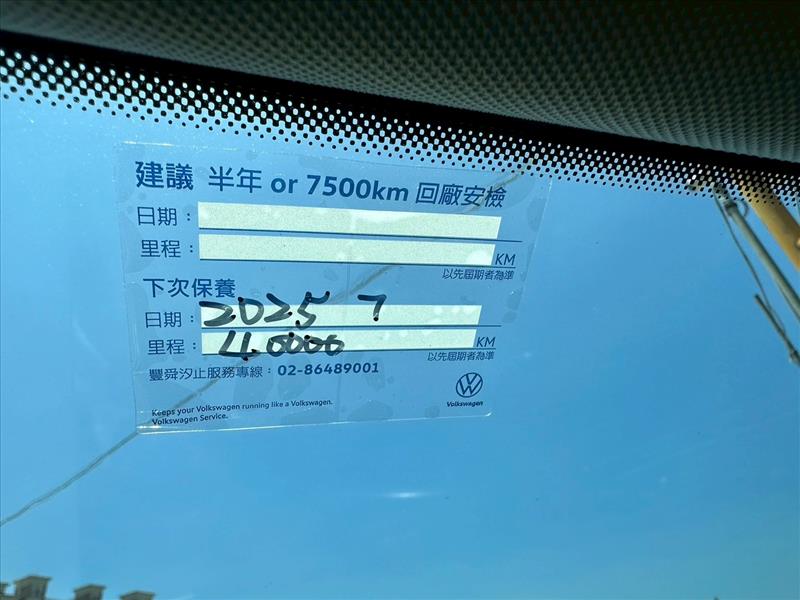 建議 半年 or 7500km 回廠安檢
日期：
里程： KM
以先屆期者為準
下次保養
日期： 2025 7
里程： 40000 KM
以先屆期者為準
豐舜汐止服務專線：02-86489001
Keeps your Volkswagen running like a Volkswagen.
Volkswagen Service.
Volkswagen